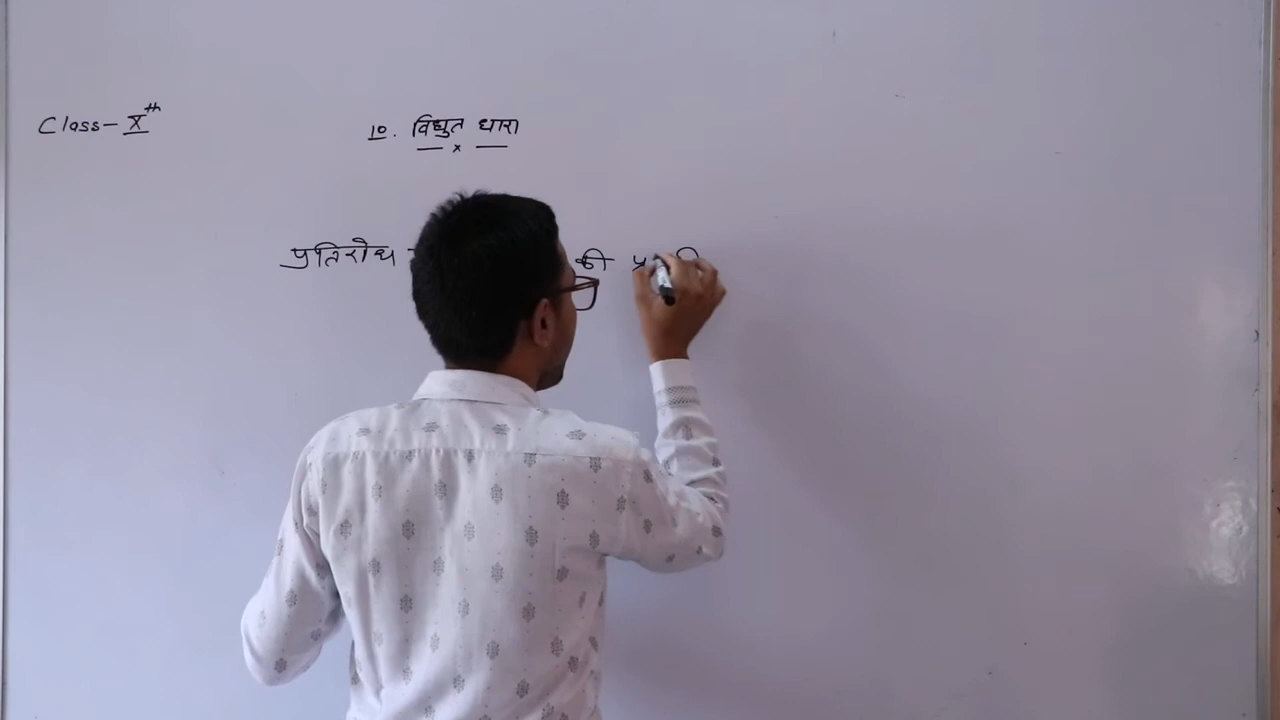 Class- Xth
10. विद्युत धारा
प्रतिरोध की